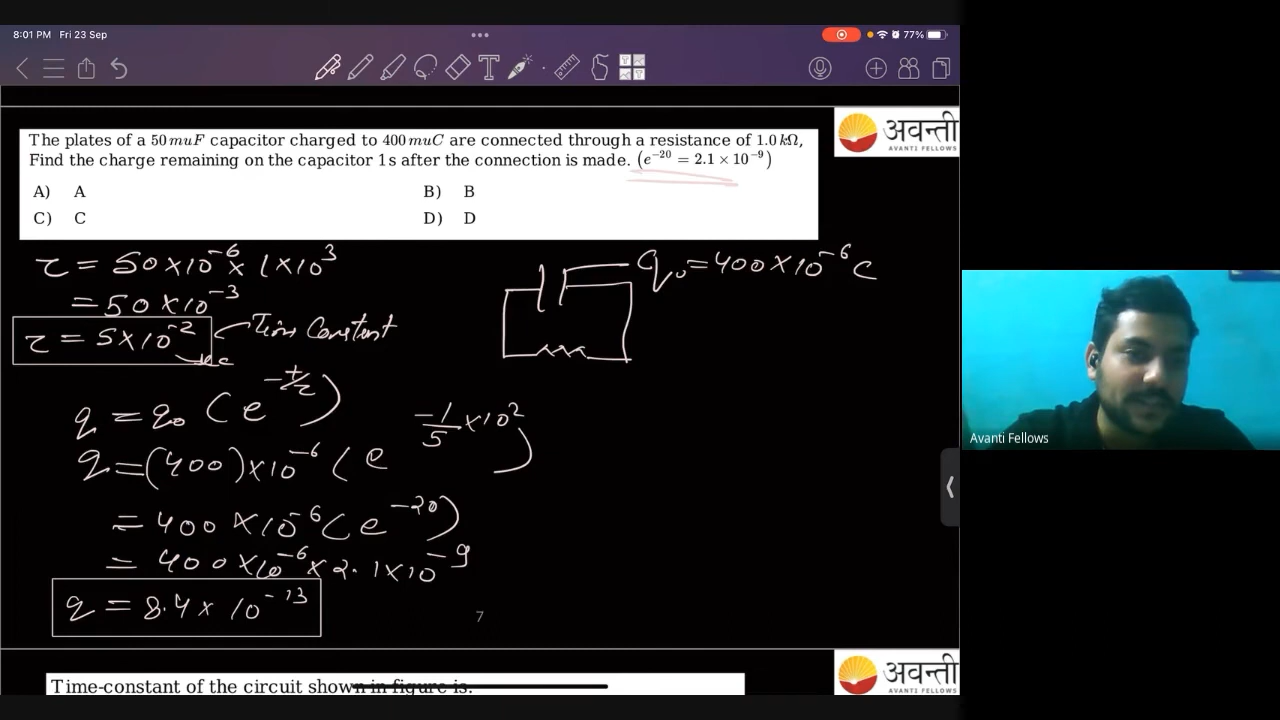 8:01 PM Fri 23 Sep
77%
The plates of a 50 muF capacitor charged to 400 muC are connected through a resistance of 1.0 kΩ,
Find the charge remaining on the capacitor 1 s after the connection is made. (e⁻²⁰ = 2.1 × 10⁻⁹)
A) A B) B
C) C D) D
अवन्ती
AVANTI FELLOWS
τ = 50×10⁻⁶ × 1×10³
= 50×10⁻³
τ = 5×10⁻² sec
Time Constant
q₀ = 400×10⁻⁶ C
q = q₀ (e^(-t/τ))
q = (400)×10⁻⁶ (e^(-1/5 × 10²))
= 400×10⁻⁶ (e⁻²⁰)
= 400×10⁻⁶×2.1×10⁻⁹
q = 8.4×10⁻¹³
7
Avanti Fellows
Time-constant of the circuit shown in figure is.
अवन्ती
AVANTI FELLOWS